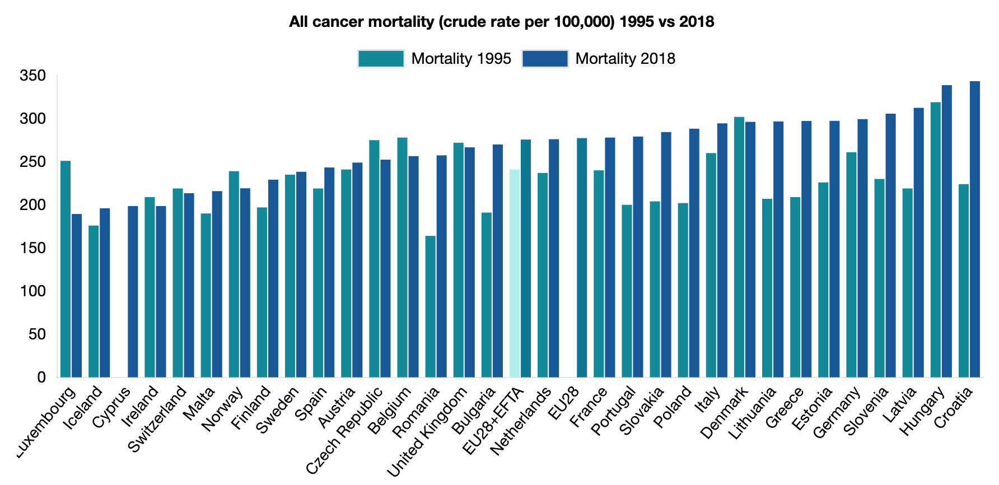 All cancer mortality (crude rate per 100,000) 1995 vs 2018
Mortality 1995
Mortality 2018
350
300
250
200
150
100
50
0
Luxembourg
Iceland
Cyprus
Ireland
Switzerland
Malta
Norway
Finland
Sweden
Spain
Austria
Czech Republic
Belgium
Romania
United Kingdom
Bulgaria
EU28+EFTA
Netherlands
EU28
France
Portugal
Slovakia
Poland
Italy
Denmark
Lithuania
Greece
Estonia
Germany
Slovenia
Latvia
Hungary
Croatia